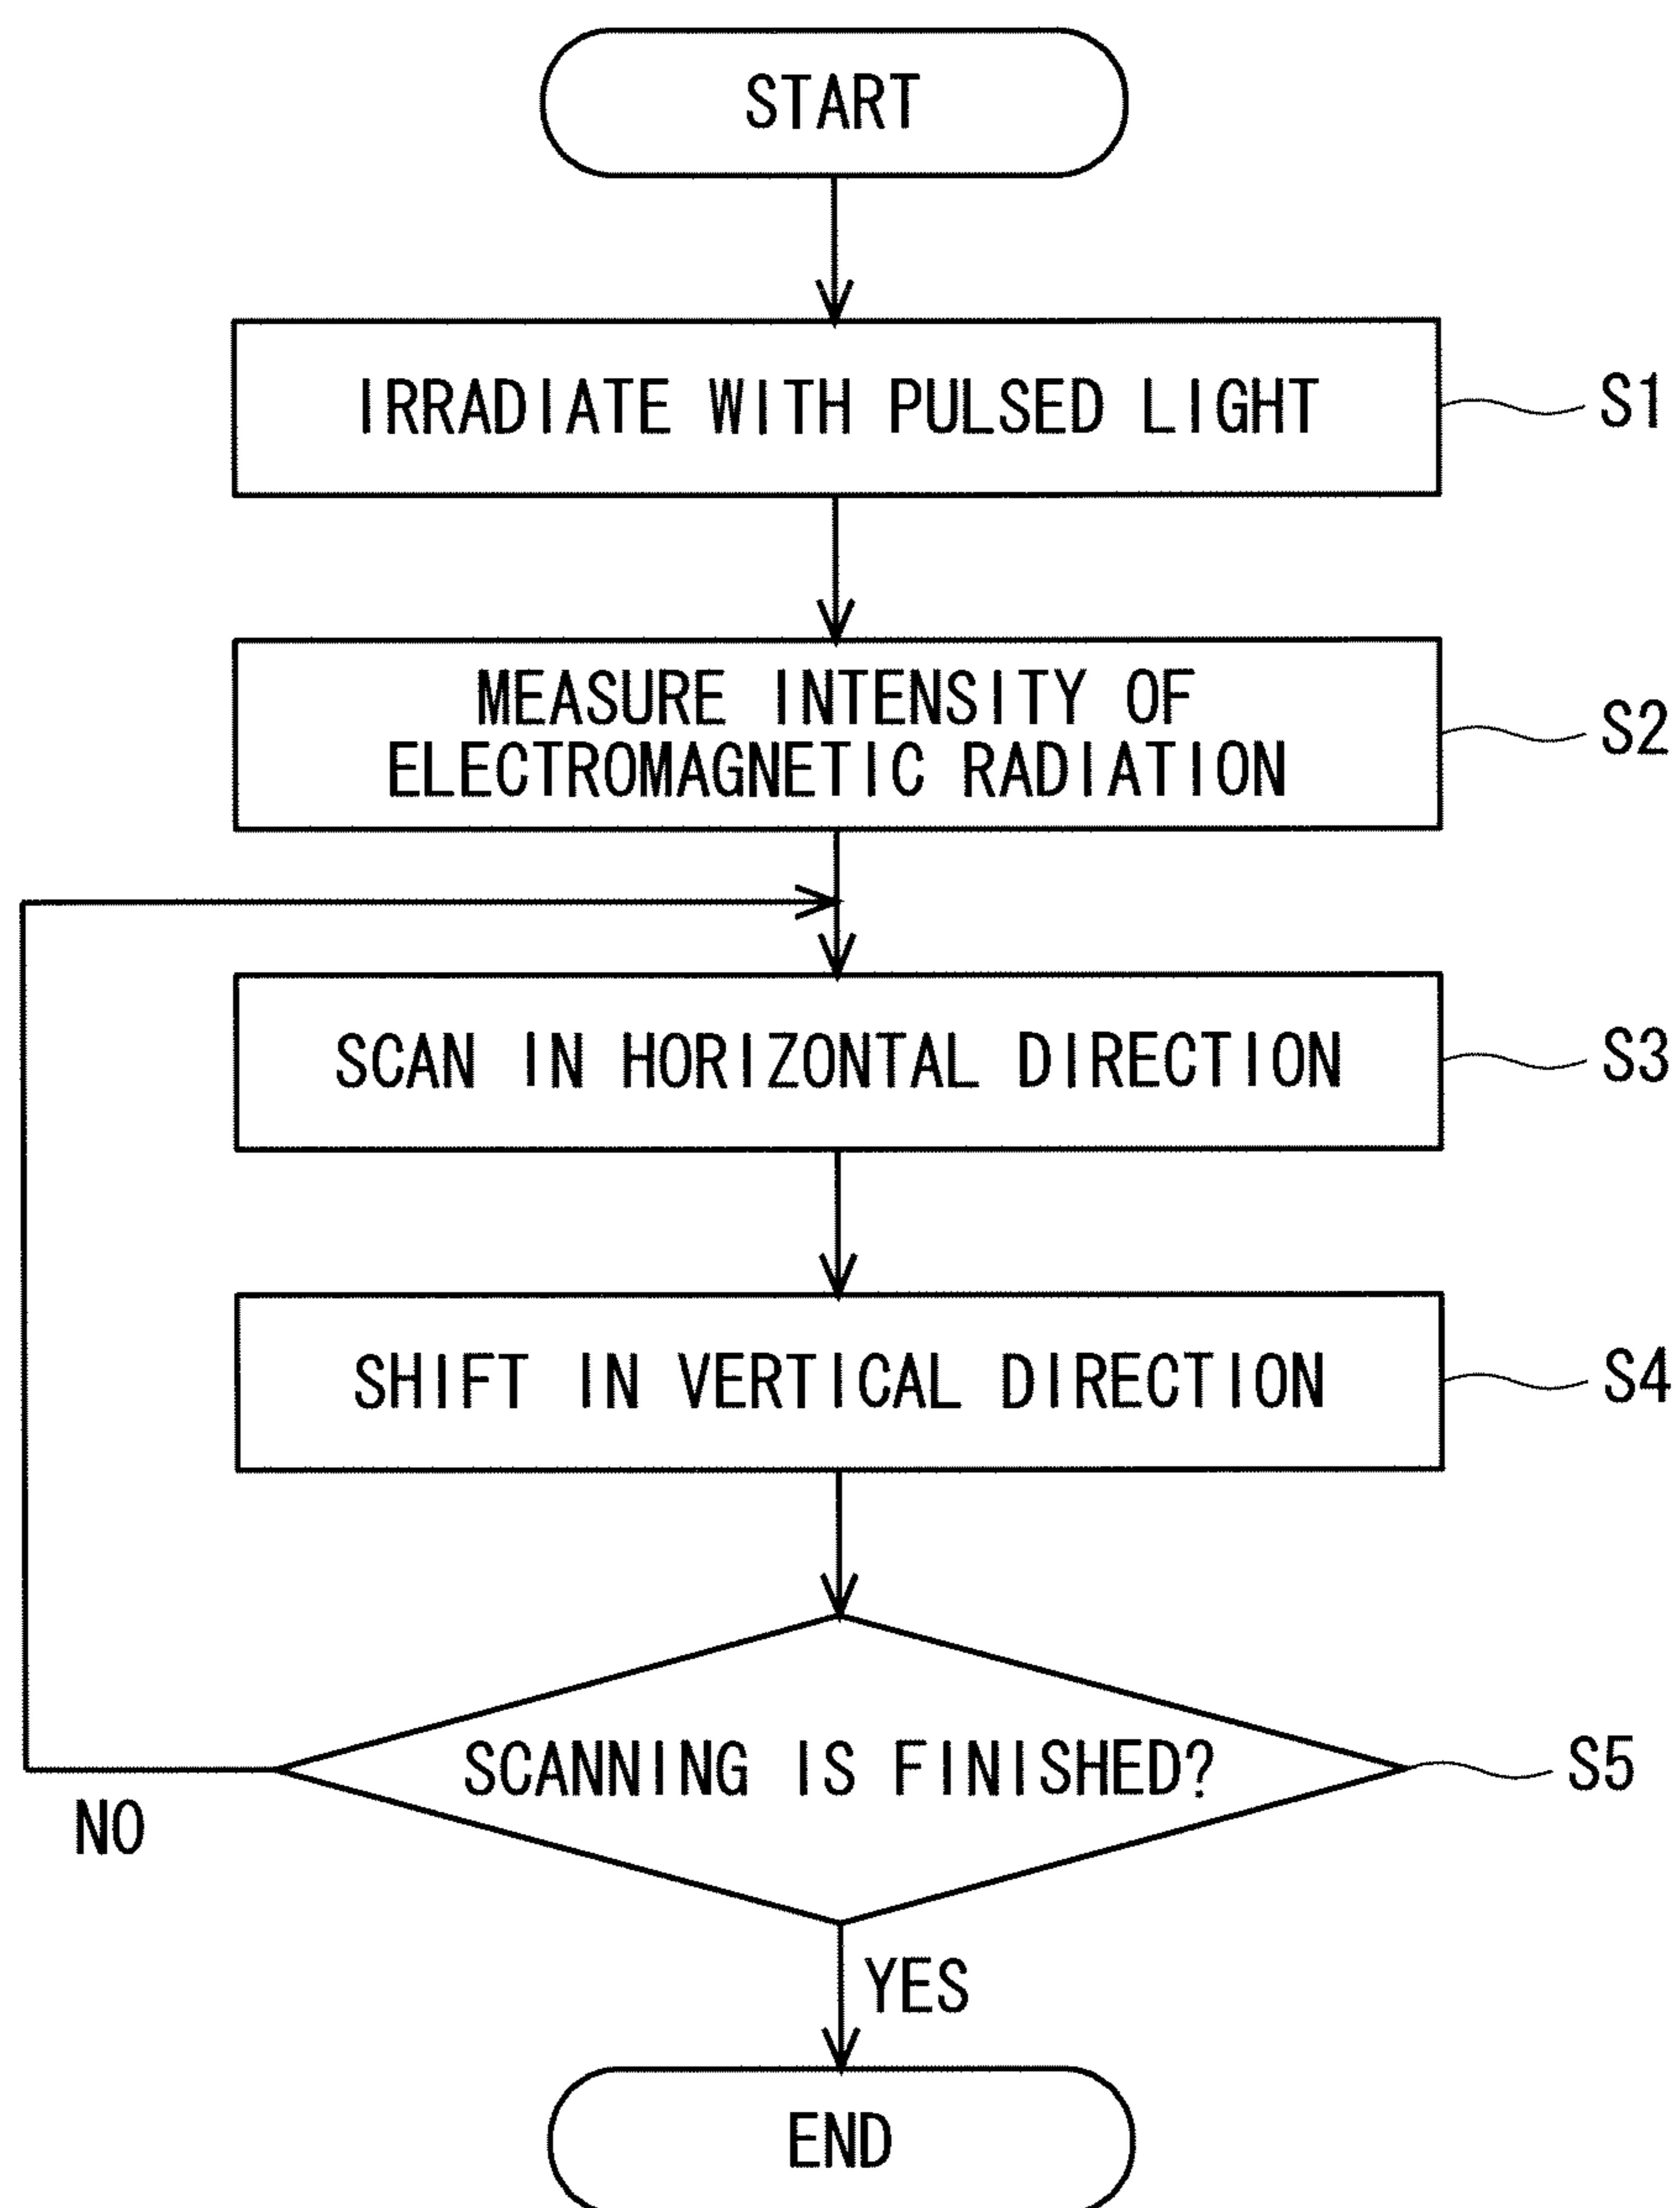 START
IRRADIATE WITH PULSED LIGHT
S1
MEASURE INTENSITY OF
ELECTROMAGNETIC RADIATION
S2
SCAN IN HORIZONTAL DIRECTION
S3
SHIFT IN VERTICAL DIRECTION
S4
SCANNING IS FINISHED?
S5
NO
YES
END